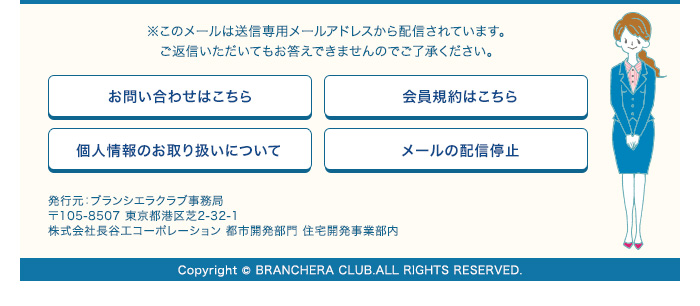 ※このメールは送信専用メールアドレスから配信されています。
ご返信いただいてもお答えできませんのでご了承ください。
お問い合わせはこちら
会員規約はこちら
個人情報のお取り扱いについて
メールの配信停止
発行元：ブランシエラクラブ事務局
〒105-8507 東京都港区芝2-32-1
株式会社長谷工コーポレーション 都市開発部門 住宅開発事業部内
Copyright © BRANCHERA CLUB.ALL RIGHTS RESERVED.